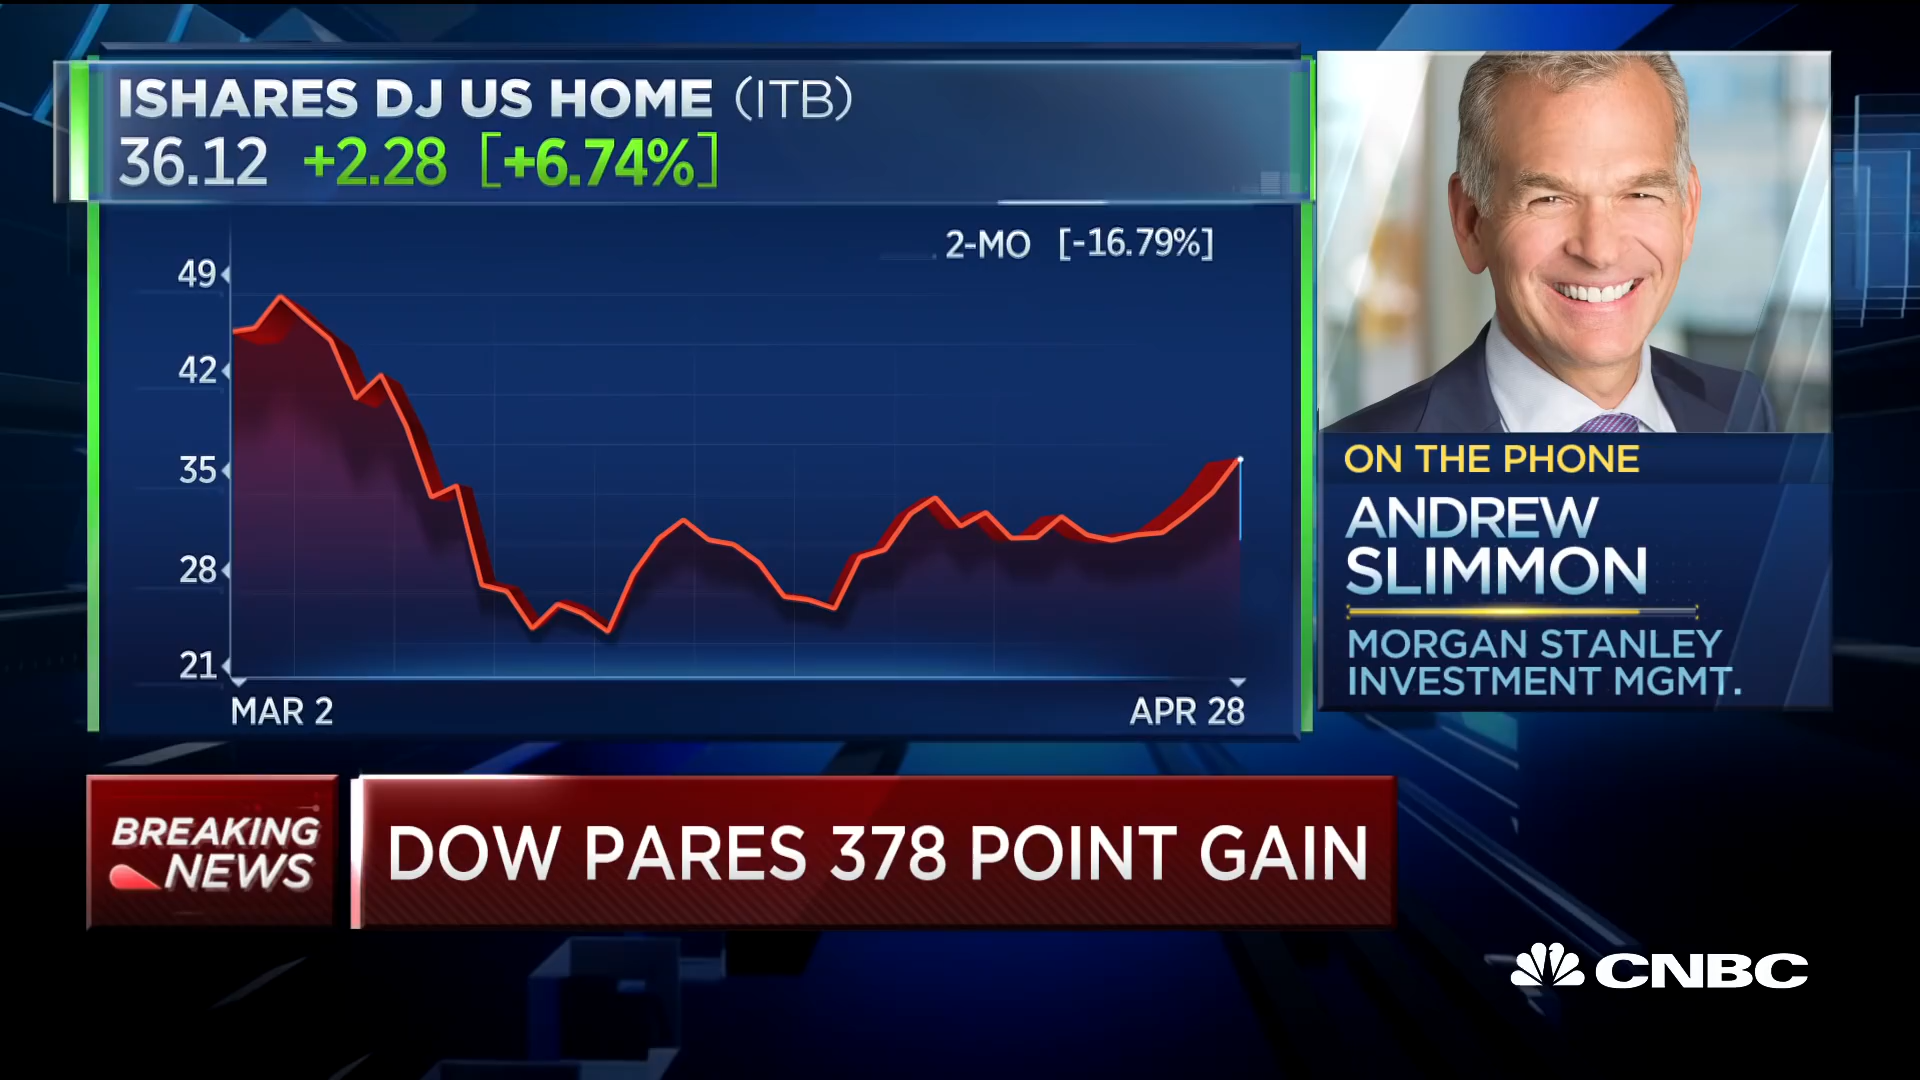 ISHARES DJ US HOME (ITB)
36.12 +2.28 [+6.74%]
2-MO [-16.79%]
49
42
35
28
21
MAR 2
APR 28
ON THE PHONE
ANDREW
SLIMMON
MORGAN STANLEY
INVESTMENT MGMT.
BREAKING
NEWS
DOW PARES 378 POINT GAIN
CNBC